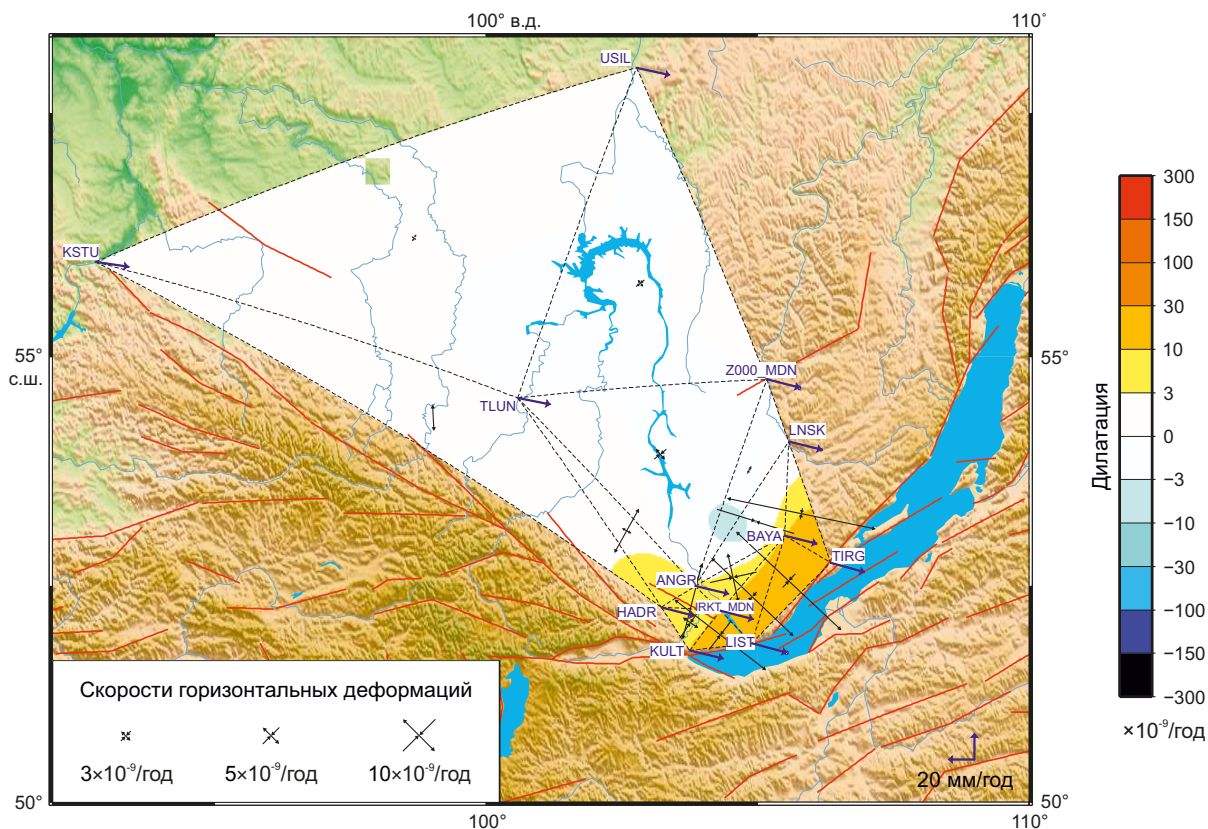 100° в.д.
110°
USIL
KSTU
55°
с.ш.
55°
Z000_MDN
TLUN
LNSK
BAYA
TIRG
ANGR
HADR
IRKT_MDN
KULT
LIST
Скорости горизонтальных деформаций
3×10⁻⁹/год
5×10⁻⁹/год
10×10⁻⁹/год
20 мм/год
50°
50°
100°
110°
Дилатация
300
150
100
30
10
3
0
−3
−10
−30
−100
−150
−300
×10⁻⁹/год